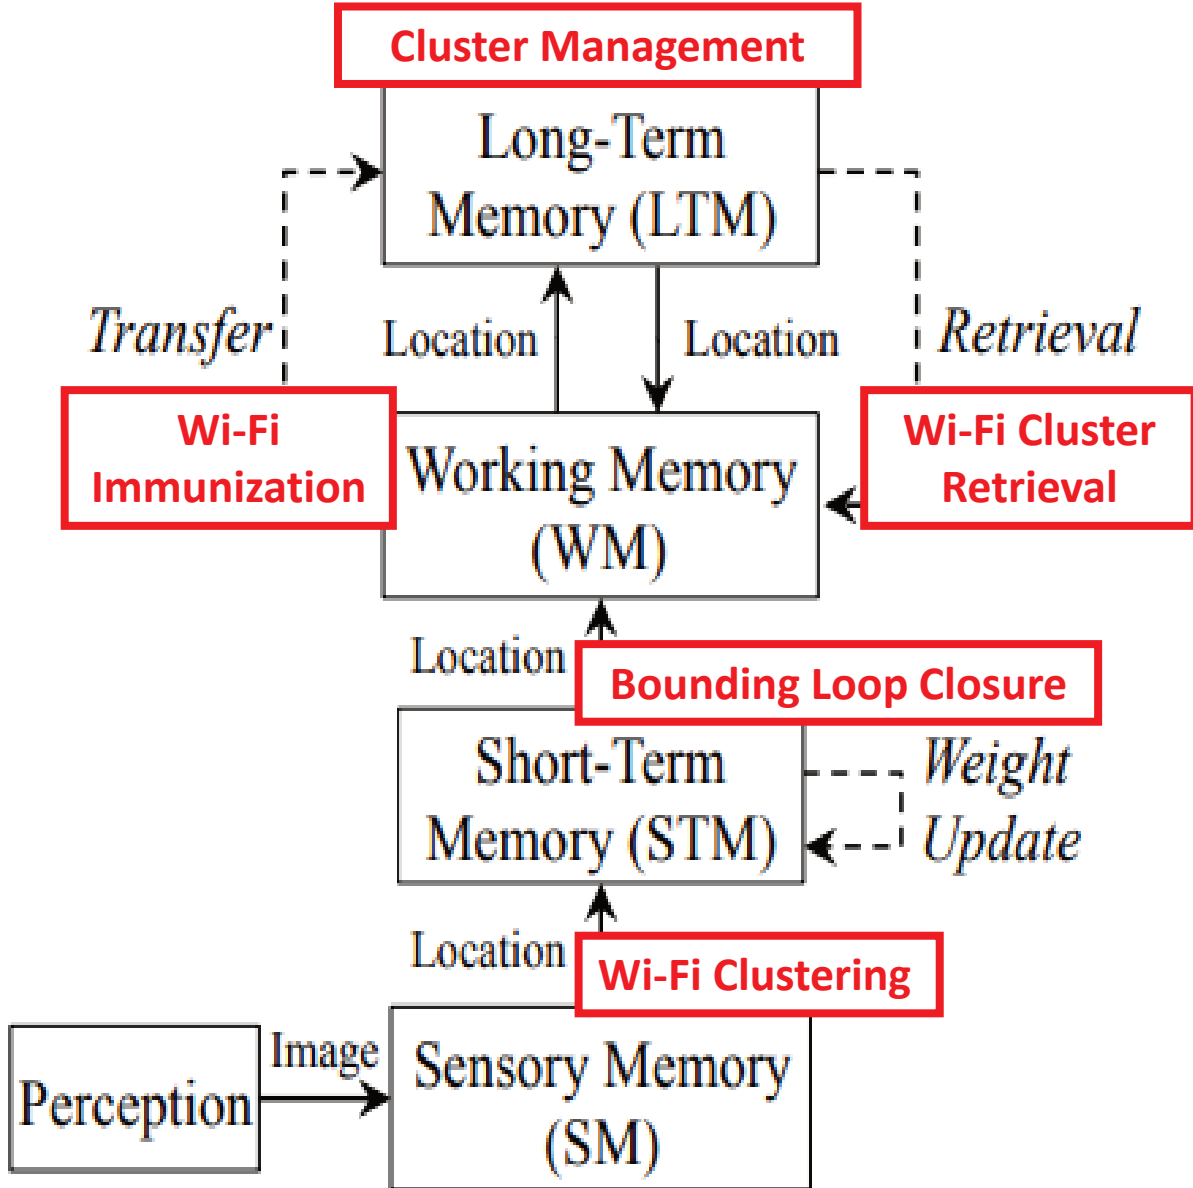 Cluster Management
Long-Term
Memory (LTM)
Transfer
Location
Location
Retrieval
Wi-Fi
Immunization
Working Memory
(WM)
Wi-Fi Cluster
Retrieval
Location
Bounding Loop Closure
Short-Term
Memory (STM)
Weight
Update
Location
Wi-Fi Clustering
Perception
Image
Sensory Memory
(SM)